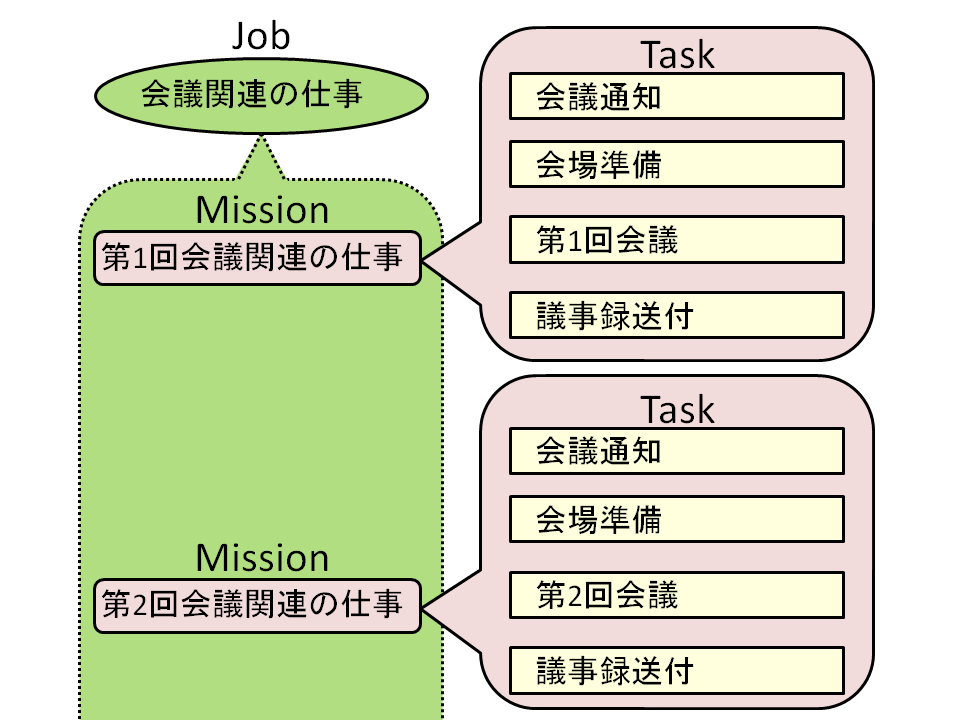 Job
会議関連の仕事
Mission
第1回会議関連の仕事
Task
会議通知
会場準備
第1回会議
議事録送付
Mission
第2回会議関連の仕事
Task
会議通知
会場準備
第2回会議
議事録送付